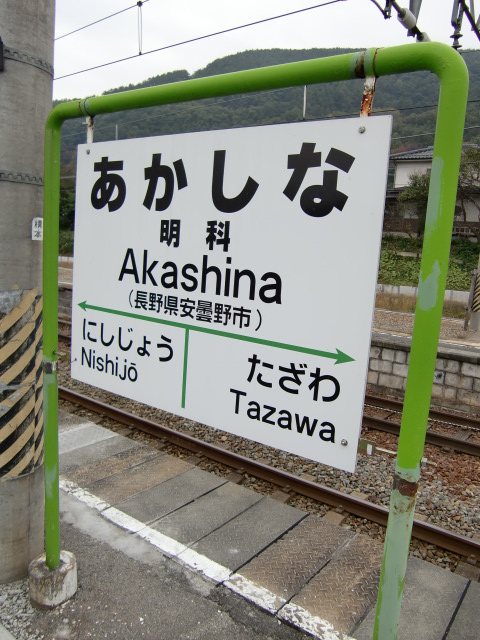 あかしな
明科
Akashina
(長野県安曇野市)
にしじょう
Nishijō
たざわ
Tazawa